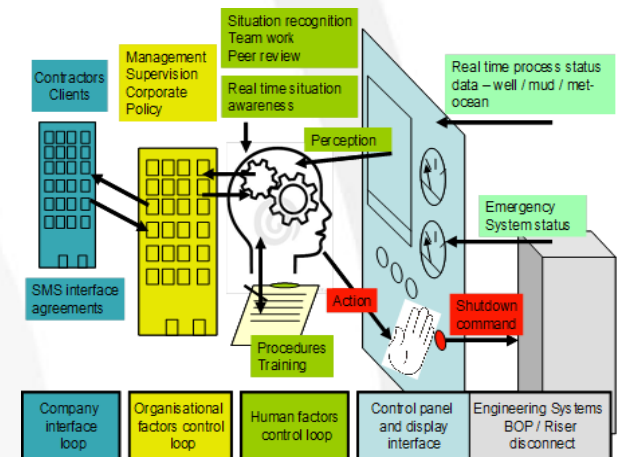 Situation recognition
Team work
Peer review
Management
Supervision
Corporate
Policy
Contractors
Clients
Real time situation
awareness
Real time process status
data – well / mud / met-
ocean
Perception
Emergency
System status
SMS interface
agreements
Action
Shutdown
command
Procedures
Training
Company
interface
loop
Organisational
factors control
loop
Human factors
control loop
Control panel
and display
interface
Engineering Systems
BOP / Riser
disconnect